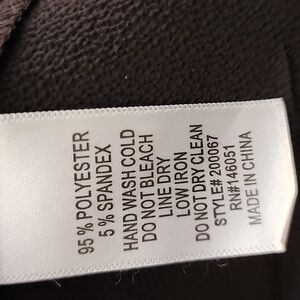 95 % POLYESTER
5 % SPANDEX
HAND WASH COLD
DO NOT BLEACH
LINE DRY
LOW IRON
DO NOT DRY CLEAN
STYLE# 200067
RN#146051
MADE IN CHINA